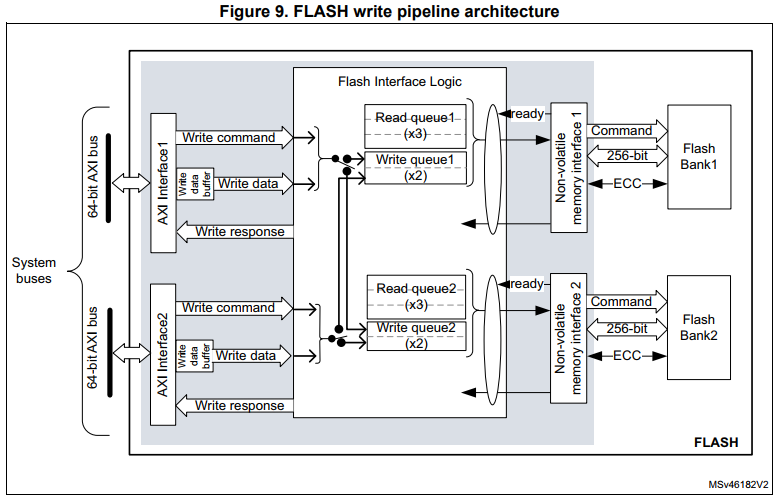 Figure 9. FLASH write pipeline architecture
Flash Interface Logic
System
buses
64-bit AXI bus
AXI Interface1
Write command
Write
data
buffer
Write data
Write response
Read queue1
(x3)
Write queue1
(x2)
ready
Non-volatile
memory interface 1
Command
256-bit
ECC
Flash
Bank1
64-bit AXI bus
AXI Interface2
Write command
Write
data
buffer
Write data
Write response
Read queue2
(x3)
Write queue2
(x2)
ready
Non-volatile
memory interface 2
Command
256-bit
ECC
Flash
Bank2
FLASH
MSv46182V2